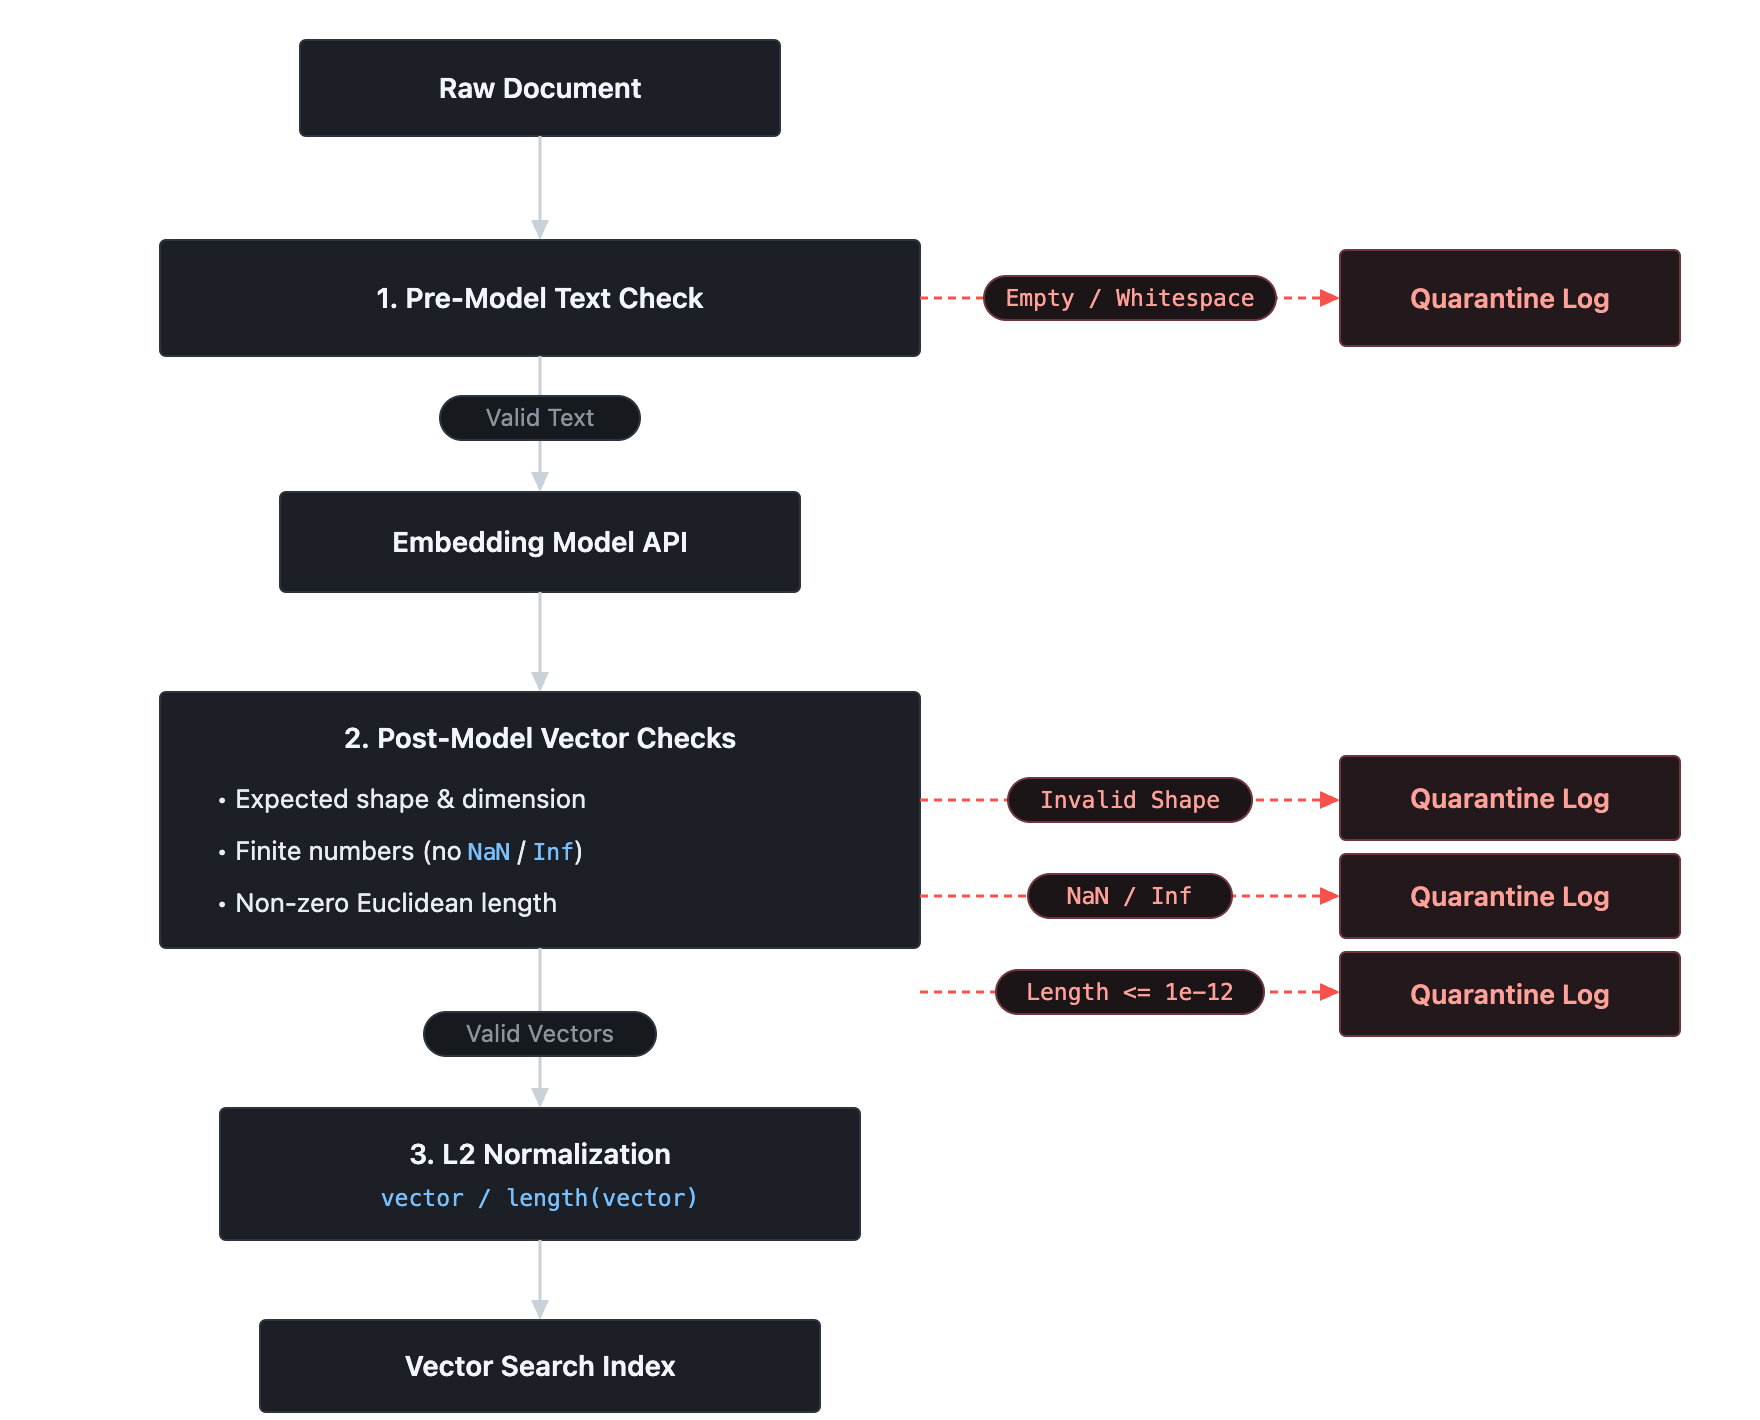 Raw Document
1. Pre-Model Text Check
Empty / Whitespace
Quarantine Log
Valid Text
Embedding Model API
2. Post-Model Vector Checks
• Expected shape & dimension
• Finite numbers (no NaN / Inf)
• Non-zero Euclidean length
Invalid Shape
Quarantine Log
NaN / Inf
Quarantine Log
Length <= 1e-12
Quarantine Log
Valid Vectors
3. L2 Normalization
vector / length(vector)
Vector Search Index